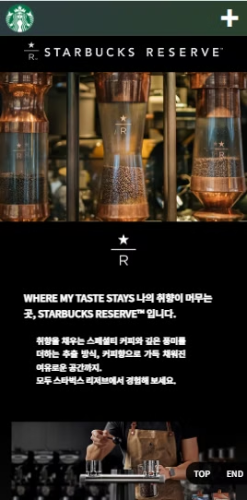 ★ STARBUCKS RESERVE™
R
WHERE MY TASTE STAYS 나의 취향이 머무는
곳, STARBUCKS RESERVE™ 입니다.
취향을 채우는 스페셜티 커피와 깊은 풍미를
더하는 추출 방식, 커피향으로 가득 채워진
여유로운 공간까지.
모두 스타벅스 리저브에서 경험해 보세요.
TOP END